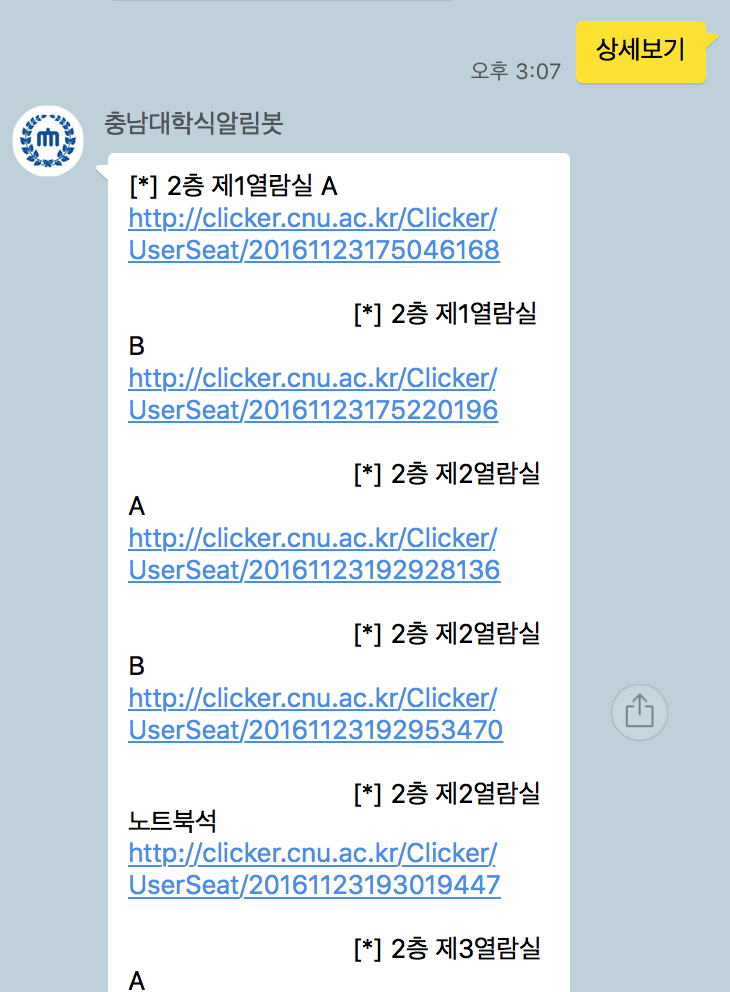 상세보기
오후 3:07
충남대학식알림봇
[*] 2층 제1열람실 A
http://clicker.cnu.ac.kr/Clicker/
UserSeat/20161123175046168
[*] 2층 제1열람실
B
http://clicker.cnu.ac.kr/Clicker/
UserSeat/20161123175220196
[*] 2층 제2열람실
A
http://clicker.cnu.ac.kr/Clicker/
UserSeat/20161123192928136
[*] 2층 제2열람실
B
http://clicker.cnu.ac.kr/Clicker/
UserSeat/20161123192953470
[*] 2층 제2열람실
노트북석
http://clicker.cnu.ac.kr/Clicker/
UserSeat/20161123193019447
[*] 2층 제3열람실
A